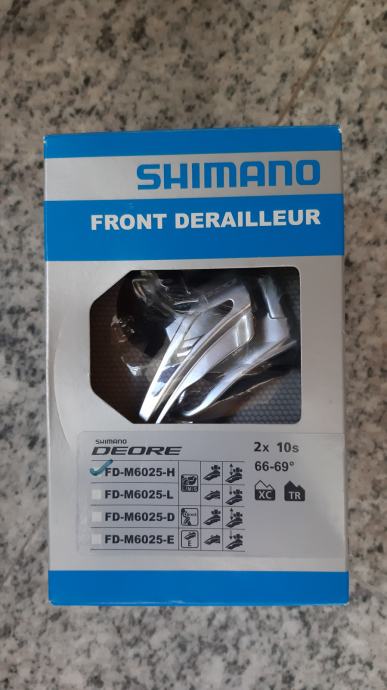 SHIMANO
FRONT DERAILLEUR
SHIMANO
DEORE
2x 10s
FD-M6025-H
66-69°
FD-M6025-L
XC TR
FD-M6025-D
FD-M6025-E
E